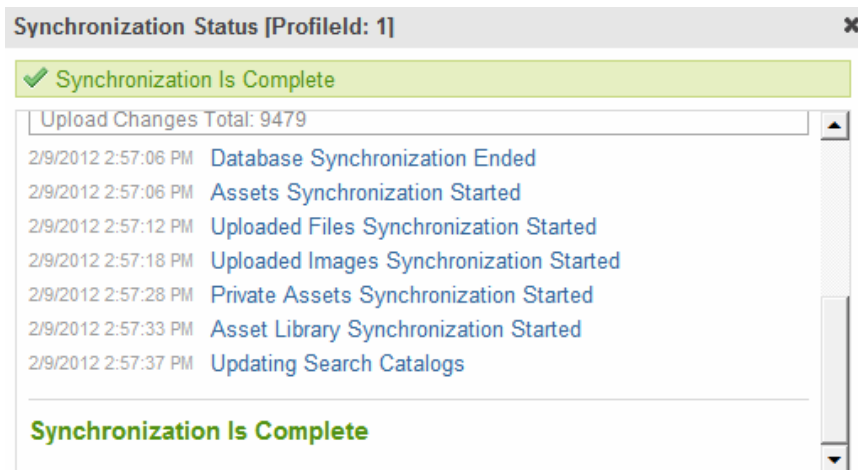 Synchronization Status [ProfileId: 1]
Synchronization Is Complete
Upload Changes Total: 9479
2/9/2012 2:57:06 PM Database Synchronization Ended
2/9/2012 2:57:06 PM Assets Synchronization Started
2/9/2012 2:57:12 PM Uploaded Files Synchronization Started
2/9/2012 2:57:18 PM Uploaded Images Synchronization Started
2/9/2012 2:57:28 PM Private Assets Synchronization Started
2/9/2012 2:57:33 PM Asset Library Synchronization Started
2/9/2012 2:57:37 PM Updating Search Catalogs
Synchronization Is Complete